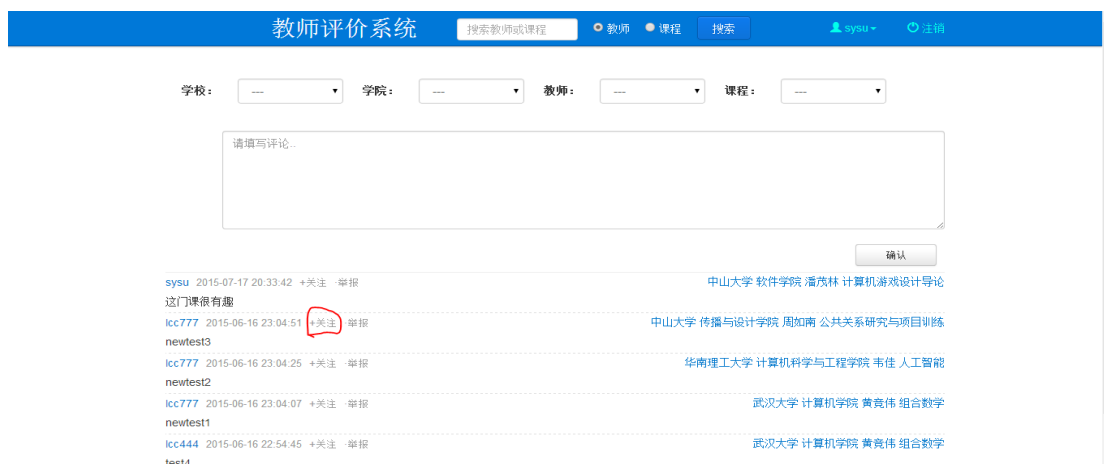 教师评价系统 搜索教师或课程 教师 课程 搜索 sysu 注销
学校： --- 学院： --- 教师： --- 课程： ---
请填写评论..
确认
sysu 2015-07-17 20:33:42 +关注 ·举报 中山大学 软件学院 潘茂林 计算机游戏设计导论
这门课很有趣
lcc777 2015-06-16 23:04:51 +关注 ·举报 中山大学 传播与设计学院 周如南 公共关系研究与项目训练
newtest3
lcc777 2015-06-16 23:04:25 +关注 ·举报 华南理工大学 计算机科学与工程学院 韦佳 人工智能
newtest2
lcc777 2015-06-16 23:04:07 +关注 ·举报 武汉大学 计算机学院 黄竞伟 组合数学
newtest1
lcc444 2015-06-16 22:54:45 +关注 ·举报 武汉大学 计算机学院 黄竞伟 组合数学
test4